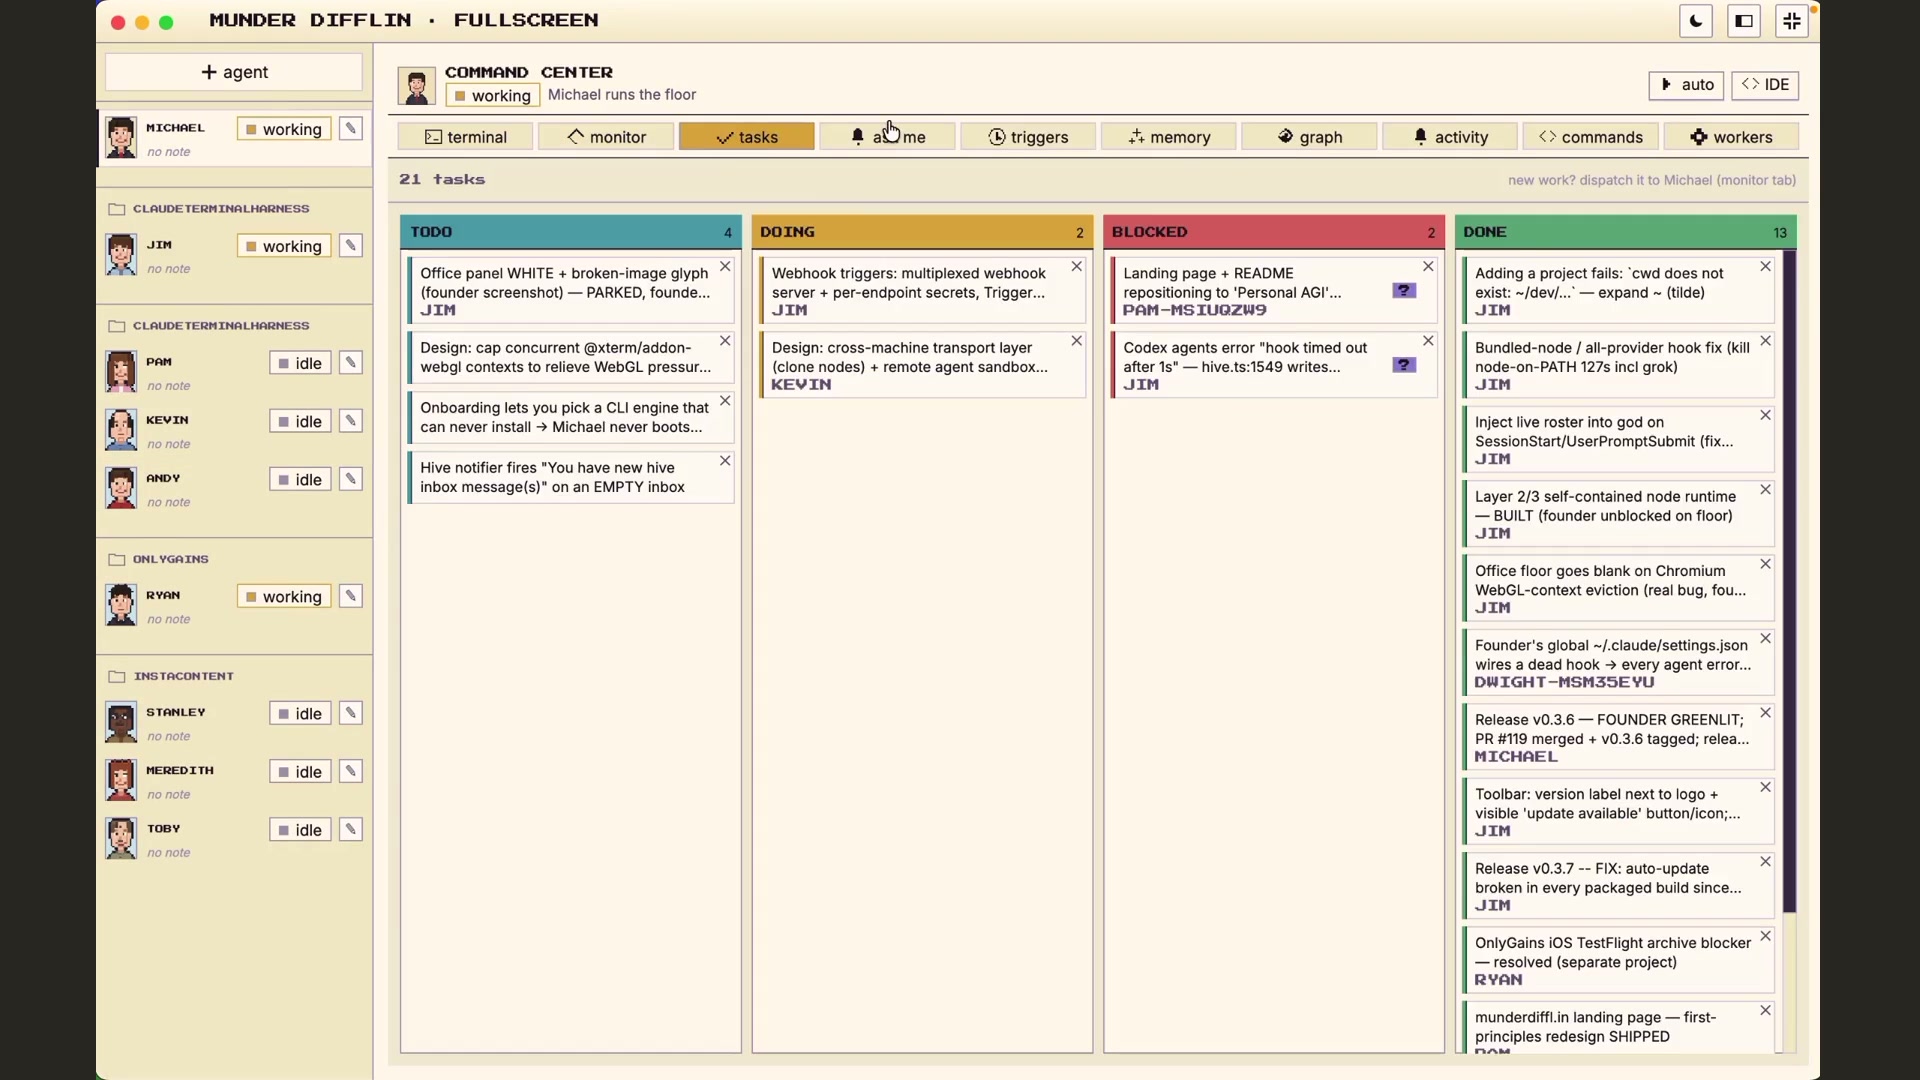 MUNDER DIFFLIN · FULLSCREEN
+ agent
MICHAEL
working
no note
CLAUDETERMINALHARNESS
JIM
working
no note
CLAUDETERMINALHARNESS
PAM
idle
no note
KEVIN
idle
no note
ANDY
idle
no note
ONLYGAINS
RYAN
working
no note
INSTACONTENT
STANLEY
idle
no note
MEREDITH
idle
no note
TOBY
idle
no note
COMMAND CENTER
working
Michael runs the floor
auto
<> IDE
terminal
monitor
tasks
me
triggers
memory
graph
activity
<> commands
workers
21 tasks
new work? dispatch it to Michael (monitor tab)
TODO
4
Office panel WHITE + broken-image glyph
(founder screenshot) — PARKED, founde...
JIM
Design: cap concurrent @xterm/addon-
webgl contexts to relieve WebGL pressur...
Onboarding lets you pick a CLI engine that
can never install → Michael never boots...
Hive notifier fires "You have new hive
inbox message(s)" on an EMPTY inbox
DOING
2
Webhook triggers: multiplexed webhook
server + per-endpoint secrets, Trigger...
JIM
Design: cross-machine transport layer
(clone nodes) + remote agent sandbox...
KEVIN
BLOCKED
2
Landing page + README
repositioning to 'Personal AGI'...
?
PAM-MSIUQZW9
Codex agents error "hook timed out
after 1s" — hive.ts:1549 writes...
?
JIM
DONE
13
Adding a project fails: `cwd does not
exist: ~/dev/...` — expand ~ (tilde)
JIM
Bundled-node / all-provider hook fix (kill
node-on-PATH 127s incl grok)
JIM
Inject live roster into god on
SessionStart/UserPromptSubmit (fix...
JIM
Layer 2/3 self-contained node runtime
— BUILT (founder unblocked on floor)
JIM
Office floor goes blank on Chromium
WebGL-context eviction (real bug, fou...
JIM
Founder's global ~/.claude/settings.json
wires a dead hook → every agent error...
DWIGHT-MSM35EYU
Release v0.3.6 — FOUNDER GREENLIT;
PR #119 merged + v0.3.6 tagged; relea...
MICHAEL
Toolbar: version label next to logo +
visible 'update available' button/icon;...
JIM
Release v0.3.7 -- FIX: auto-update
broken in every packaged build since...
JIM
OnlyGains iOS TestFlight archive blocker
— resolved (separate project)
RYAN
munderdiffl.in landing page — first-
principles redesign SHIPPED
PAM